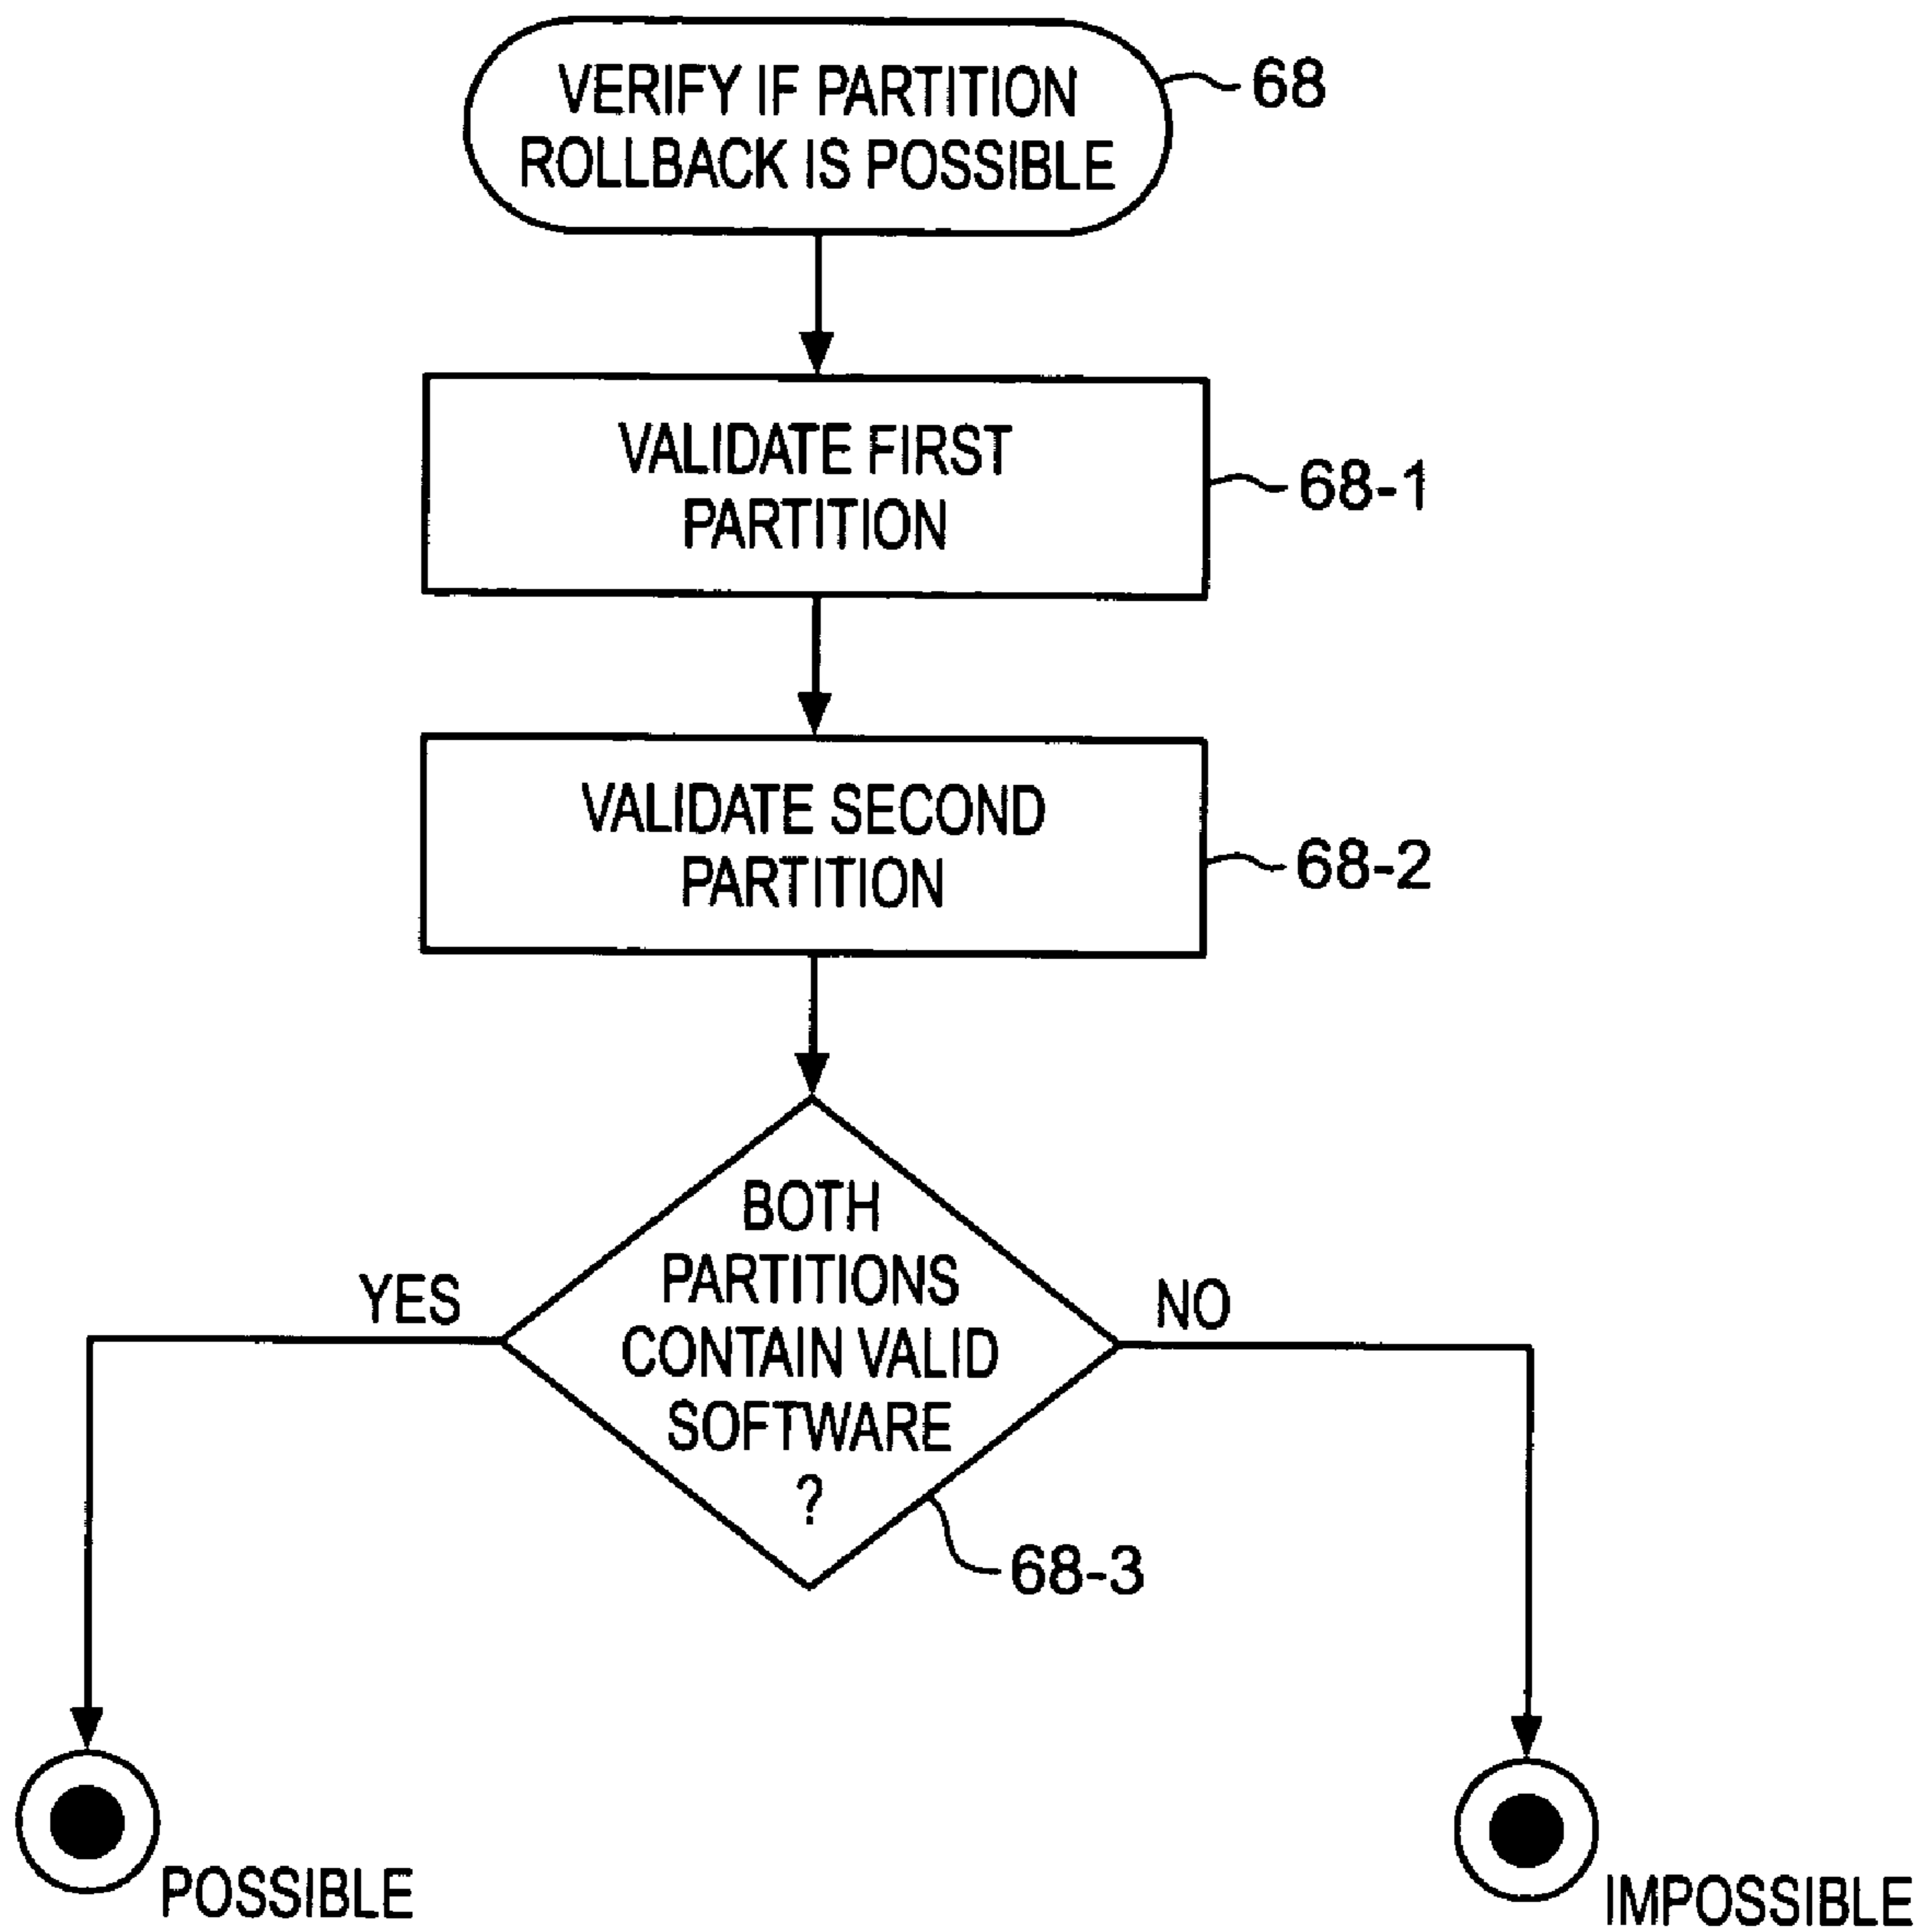 VERIFY IF PARTITION
ROLLBACK IS POSSIBLE
68
VALIDATE FIRST
PARTITION
68-1
VALIDATE SECOND
PARTITION
68-2
BOTH
PARTITIONS
CONTAIN VALID
SOFTWARE
?
YES
NO
68-3
POSSIBLE
IMPOSSIBLE